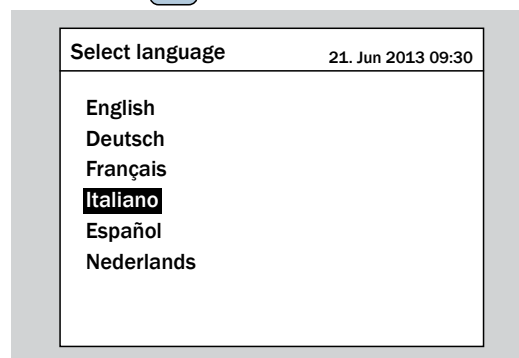 Select language
21. Jun 2013 09:30
English
Deutsch
Français
Italiano
Español
Nederlands